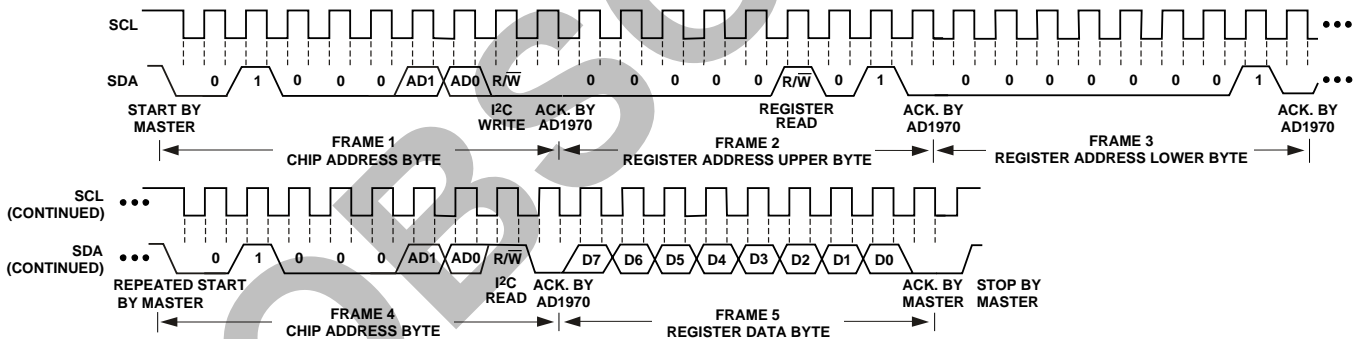 SCL
SDA 0 1 0 0 0 AD1 AD0 R/W 0 0 0 0 0 R/W 0 1 0 0 0 0 0 0 0 1
START BY MASTER
I²C WRITE
ACK. BY AD1970
REGISTER READ
ACK. BY AD1970
ACK. BY AD1970
FRAME 1
CHIP ADDRESS BYTE
FRAME 2
REGISTER ADDRESS UPPER BYTE
FRAME 3
REGISTER ADDRESS LOWER BYTE
SCL
(CONTINUED)
SDA
(CONTINUED)
0 1 0 0 0 AD1 AD0 R/W D7 D6 D5 D4 D3 D2 D1 D0
REPEATED START
BY MASTER
I²C READ
ACK. BY AD1970
ACK. BY MASTER
STOP BY MASTER
FRAME 4
CHIP ADDRESS BYTE
FRAME 5
REGISTER DATA BYTE